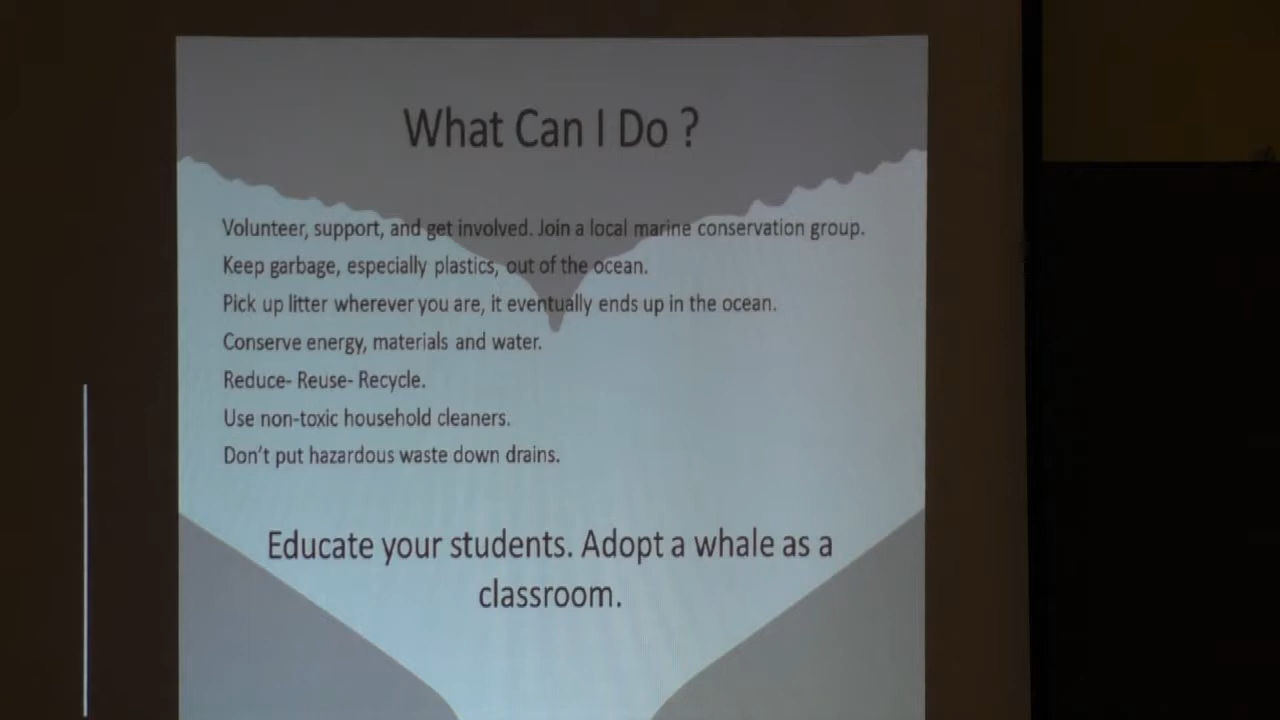 What Can I Do ?
Volunteer, support, and get involved. Join a local marine conservation group.
Keep garbage, especially plastics, out of the ocean.
Pick up litter wherever you are, it eventually ends up in the ocean.
Conserve energy, materials and water.
Reduce- Reuse- Recycle.
Use non-toxic household cleaners.
Don't put hazardous waste down drains.
Educate your students. Adopt a whale as a
classroom.